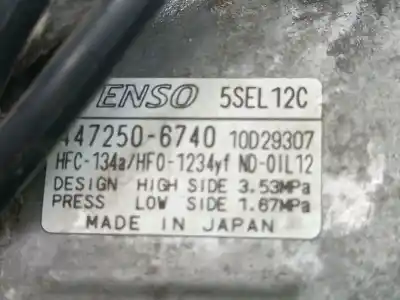 ENSO 5SEL12C
447250-6740 10D29307
HFC-134a/HFO-1234yf ND-OIL12
DESIGN HIGH SIDE 3.53MPa
PRESS LOW SIDE 1.67MPa
MADE IN JAPAN